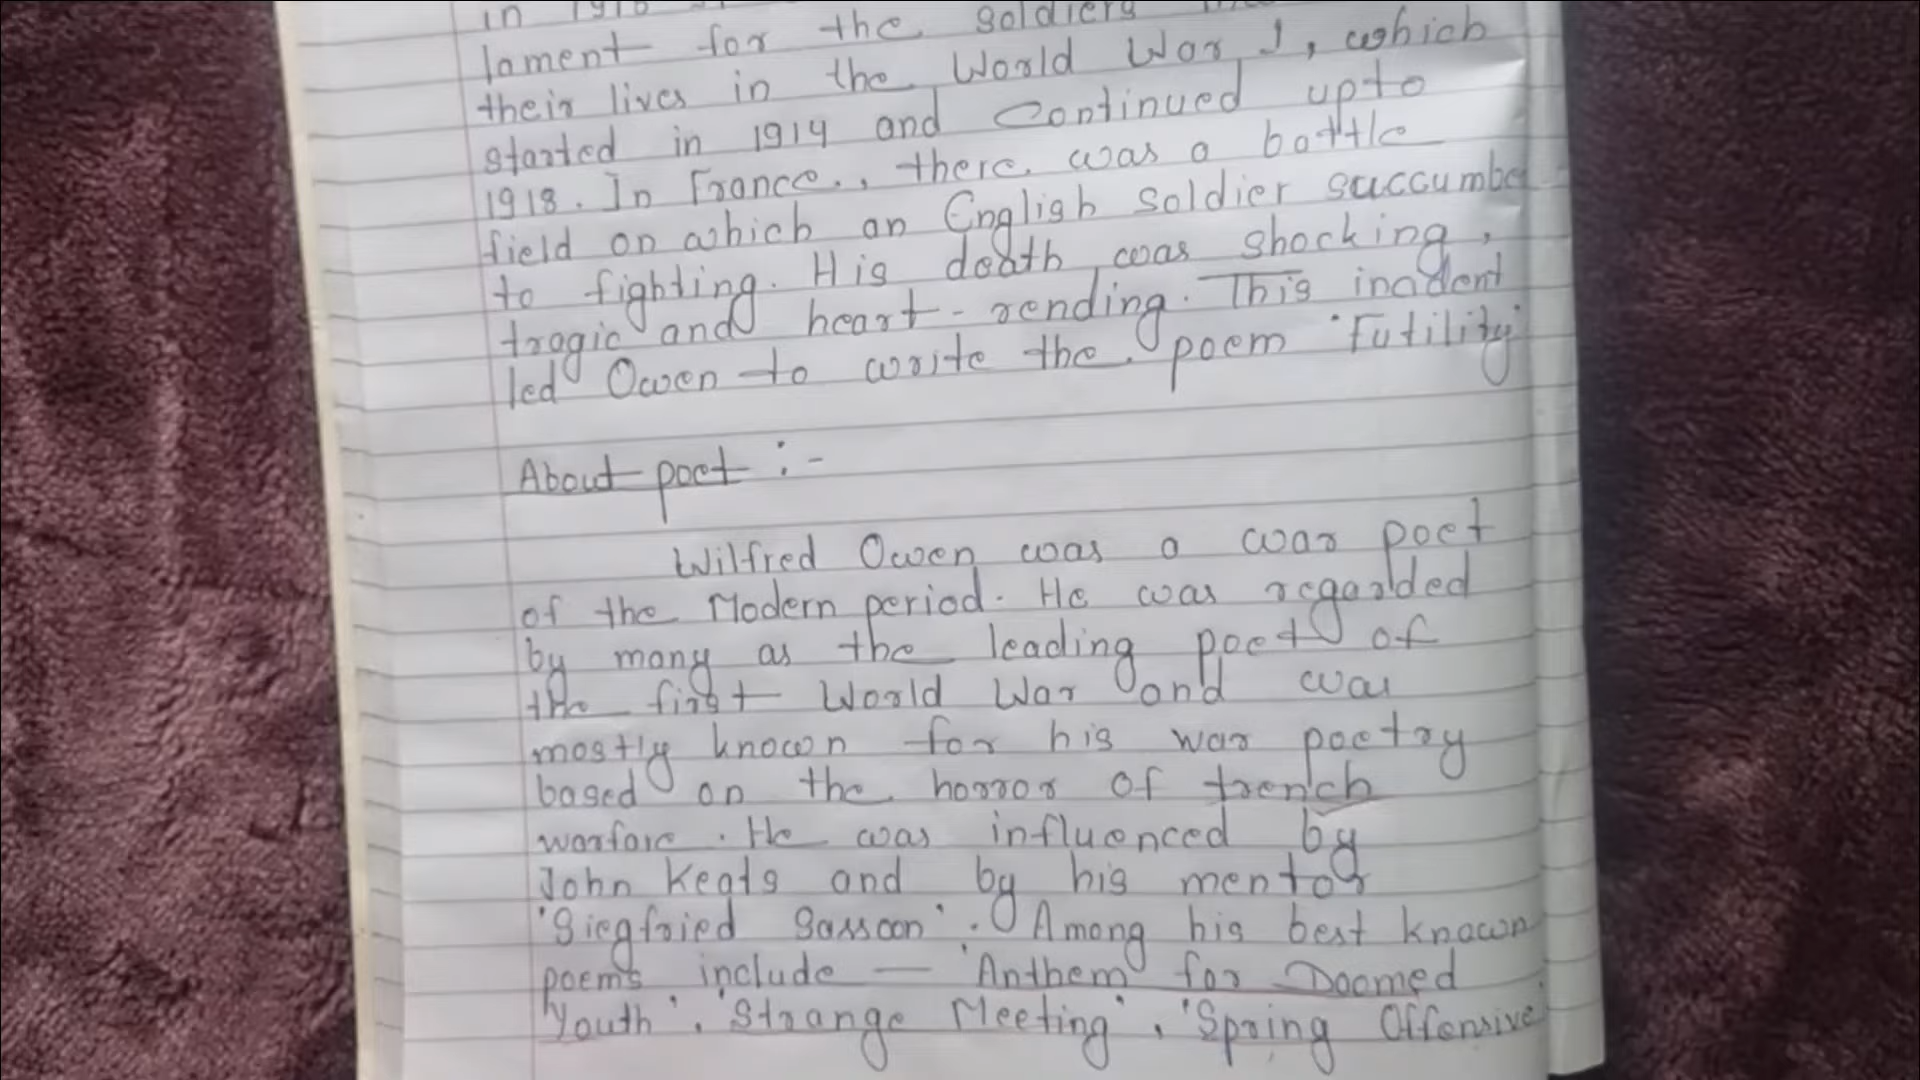 in 1918
lament for the soldiers
their lives in the World War I, which
started in 1914 and continued upto
1918. In France, there was a battle
field on which an English soldier succumbed
to fighting. His death was shocking,
tragic and heart-rending. This incident
led Owen to write the poem 'Futility'
About poet :-
Wilfred Owen was a war poet
of the Modern period. He was regarded
by many as the leading poet of
the first World War and was
mostly known for his war poetry
based on the horror of trench
warfare. He was influenced by
John Keats and by his mentor
'Siegfried Sassoon'. Among his best known
poems include — 'Anthem for Doomed
Youth', 'Strange Meeting', 'Spring Offensive'